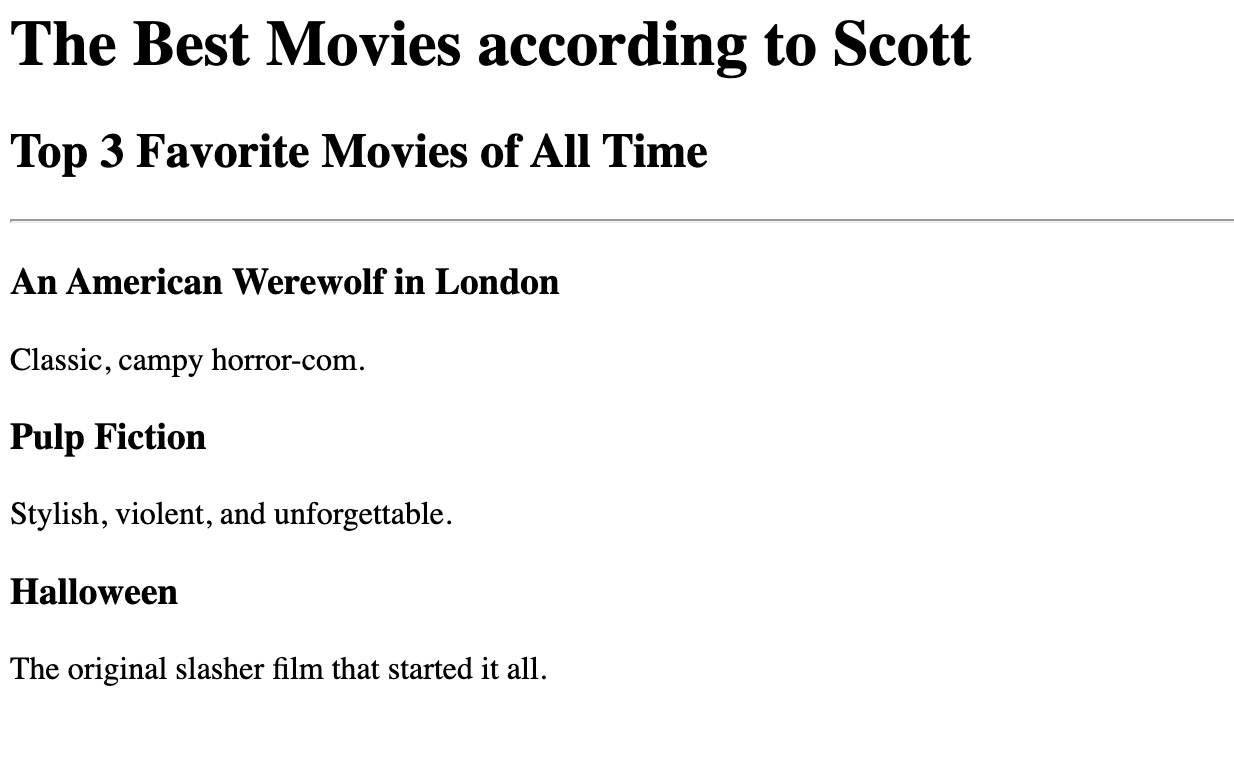 The Best Movies according to Scott
Top 3 Favorite Movies of All Time
An American Werewolf in London
Classic, campy horror-com.
Pulp Fiction
Stylish, violent, and unforgettable.
Halloween
The original slasher film that started it all.